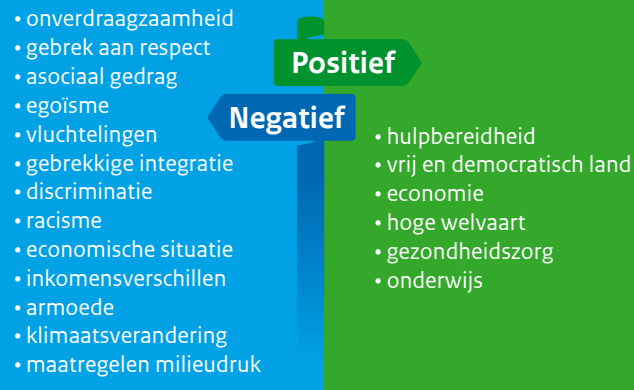 • onverdraagzaamheid
• gebrek aan respect
• asociaal gedrag
• egoïsme
• vluchtelingen
• gebrekkige integratie
• discriminatie
• racisme
• economische situatie
• inkomensverschillen
• armoede
• klimaatsverandering
• maatregelen milieudruk
Positief
Negatief
• hulpbereidheid
• vrij en democratisch land
• economie
• hoge welvaart
• gezondheidszorg
• onderwijs